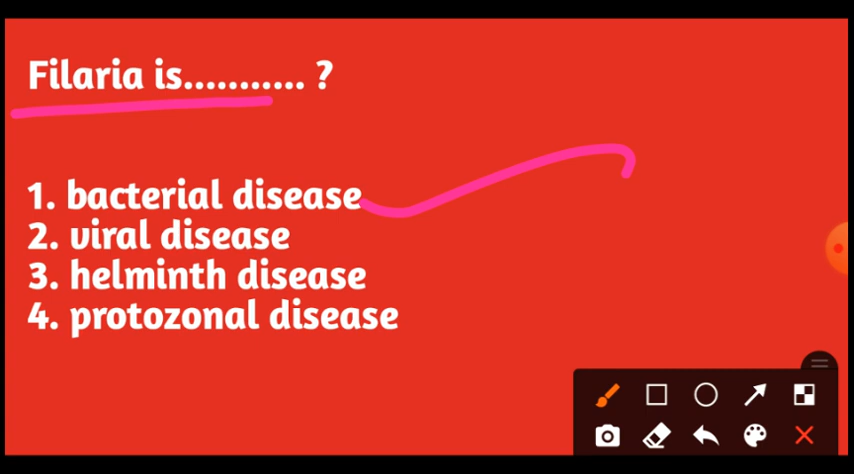 Filaria is........... ?
1. bacterial disease
2. viral disease
3. helminth disease
4. protozonal disease